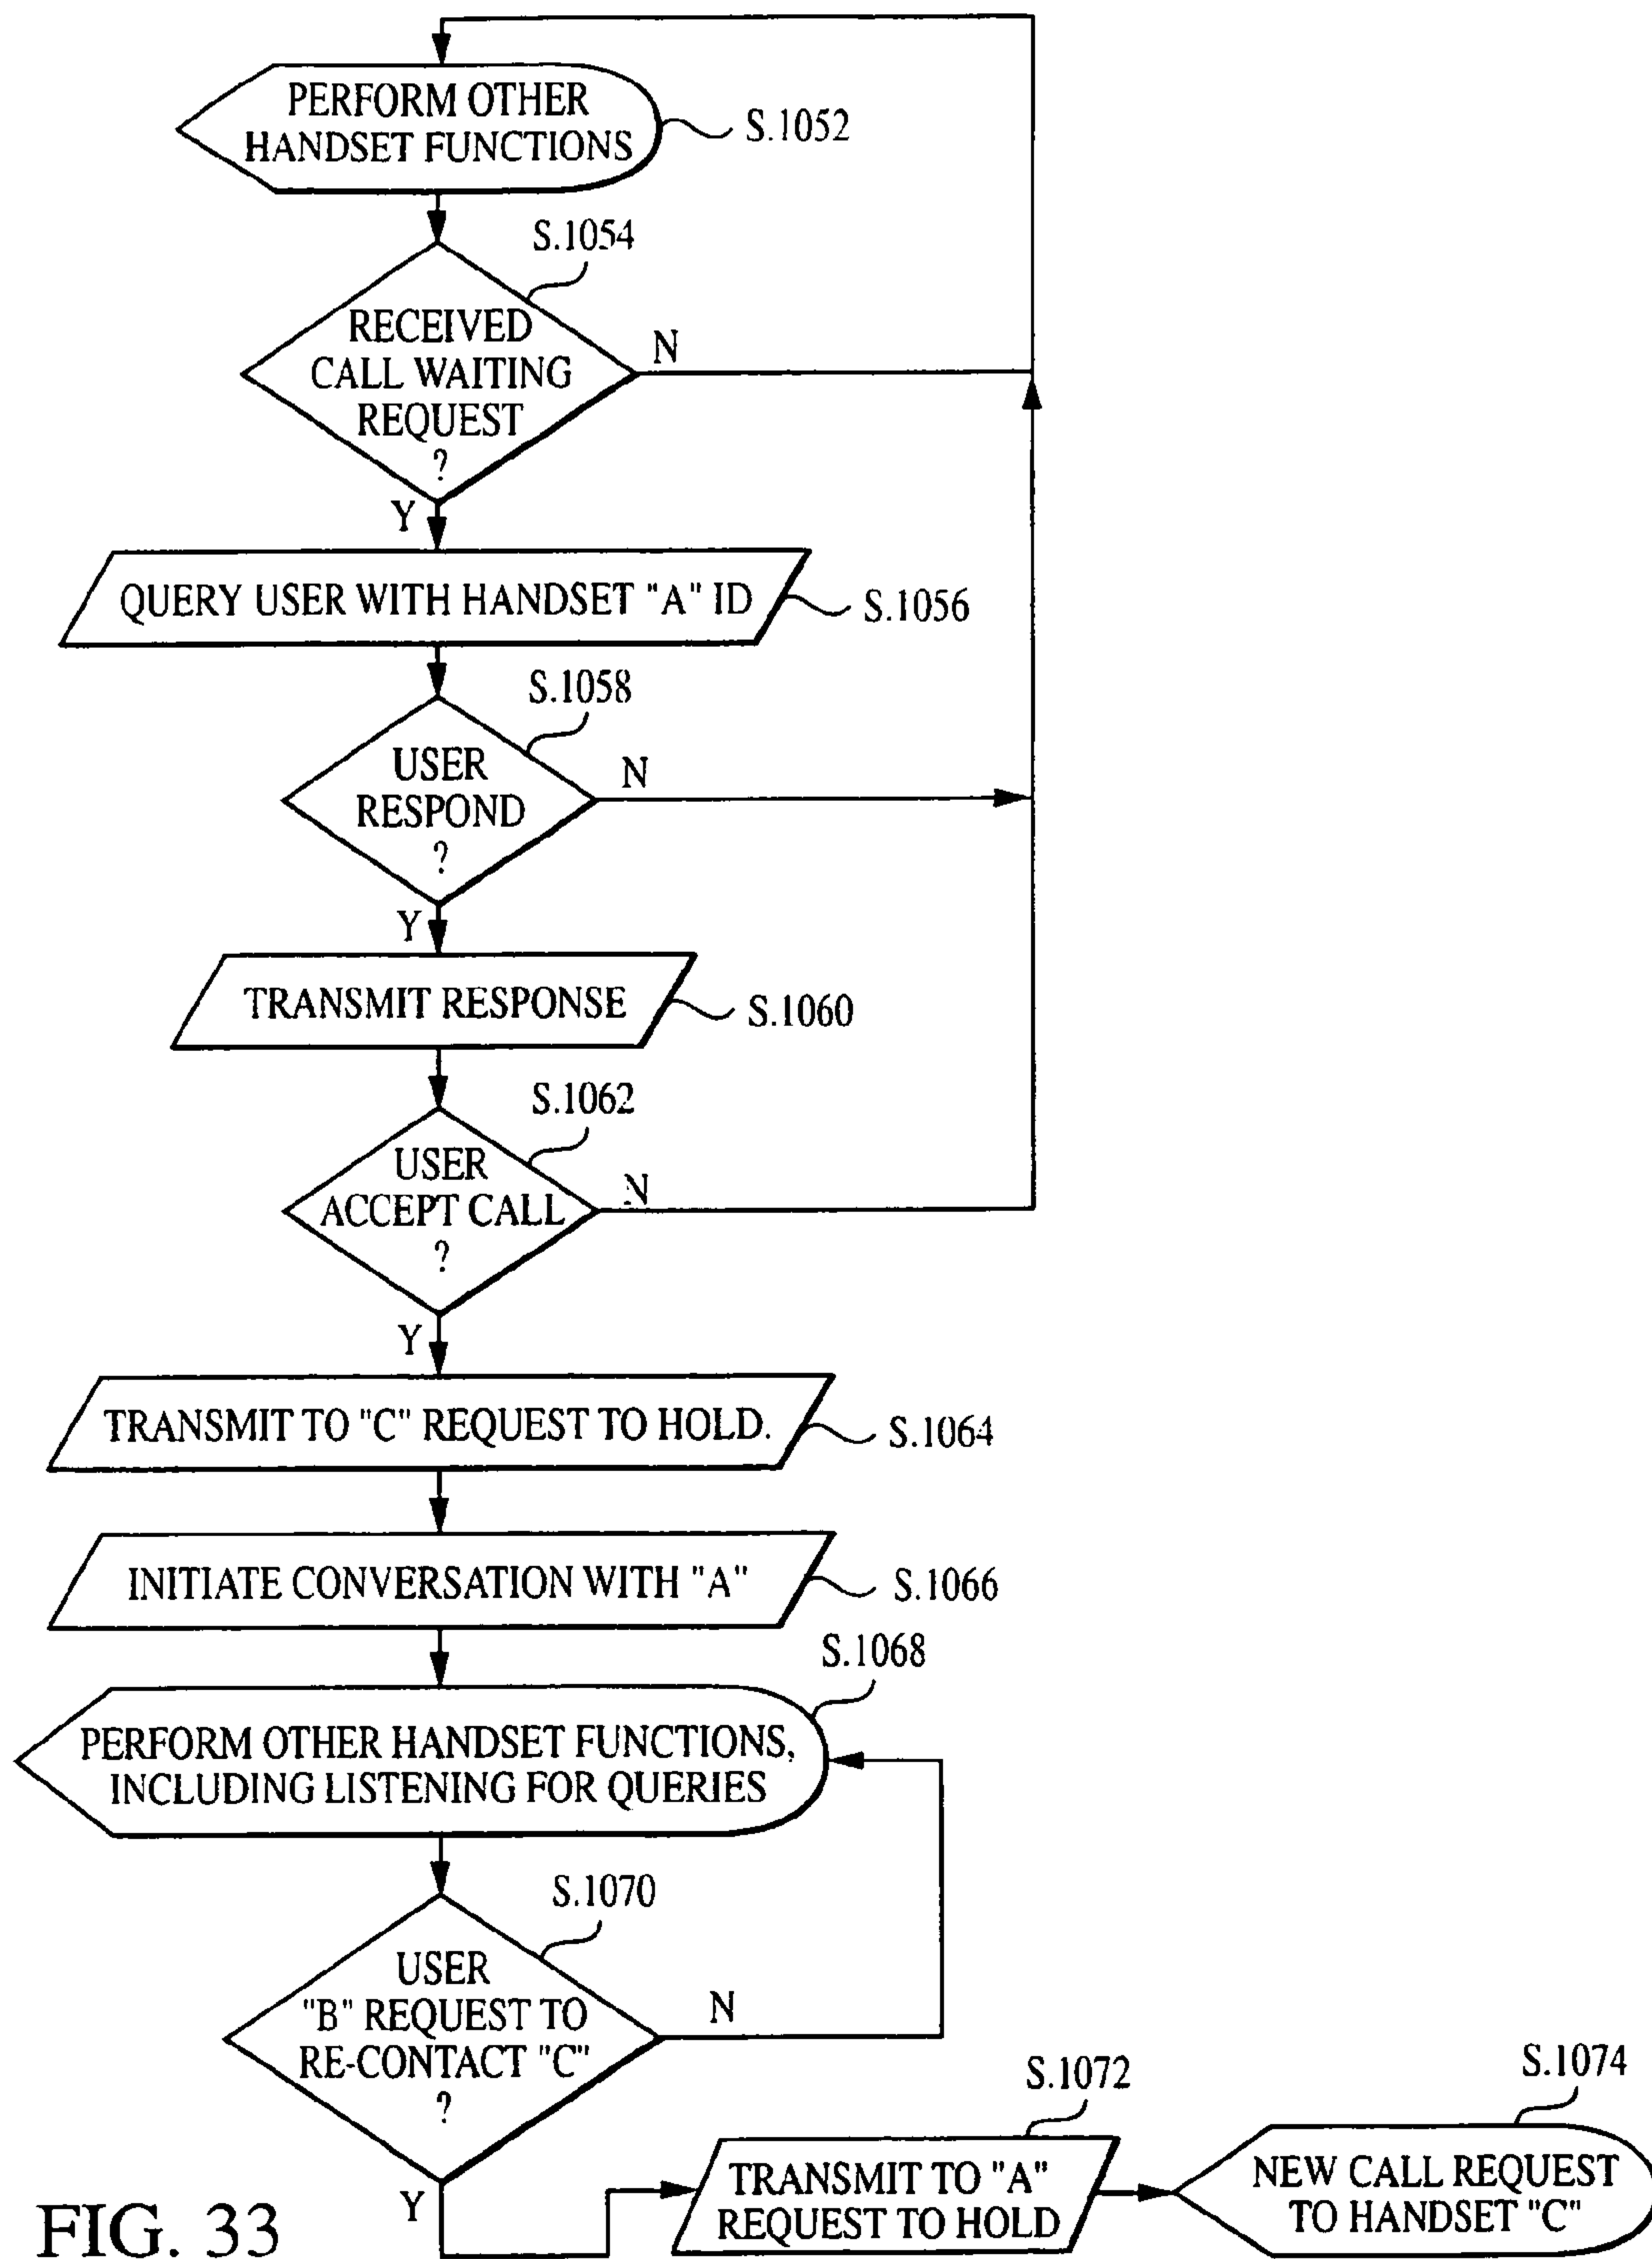 PERFORM OTHER
HANDSET FUNCTIONS
S.1052
S.1054
RECEIVED
CALL WAITING
REQUEST
?
N
Y
QUERY USER WITH HANDSET "A" ID
S.1056
S.1058
USER
RESPOND
?
N
Y
TRANSMIT RESPONSE
S.1060
S.1062
USER
ACCEPT CALL
?
N
Y
TRANSMIT TO "C" REQUEST TO HOLD.
S.1064
INITIATE CONVERSATION WITH "A"
S.1066
S.1068
PERFORM OTHER HANDSET FUNCTIONS,
INCLUDING LISTENING FOR QUERIES
S.1070
USER
"B" REQUEST TO
RE-CONTACT "C"
?
N
Y
S.1072
TRANSMIT TO "A"
REQUEST TO HOLD
S.1074
NEW CALL REQUEST
TO HANDSET "C"
FIG. 33